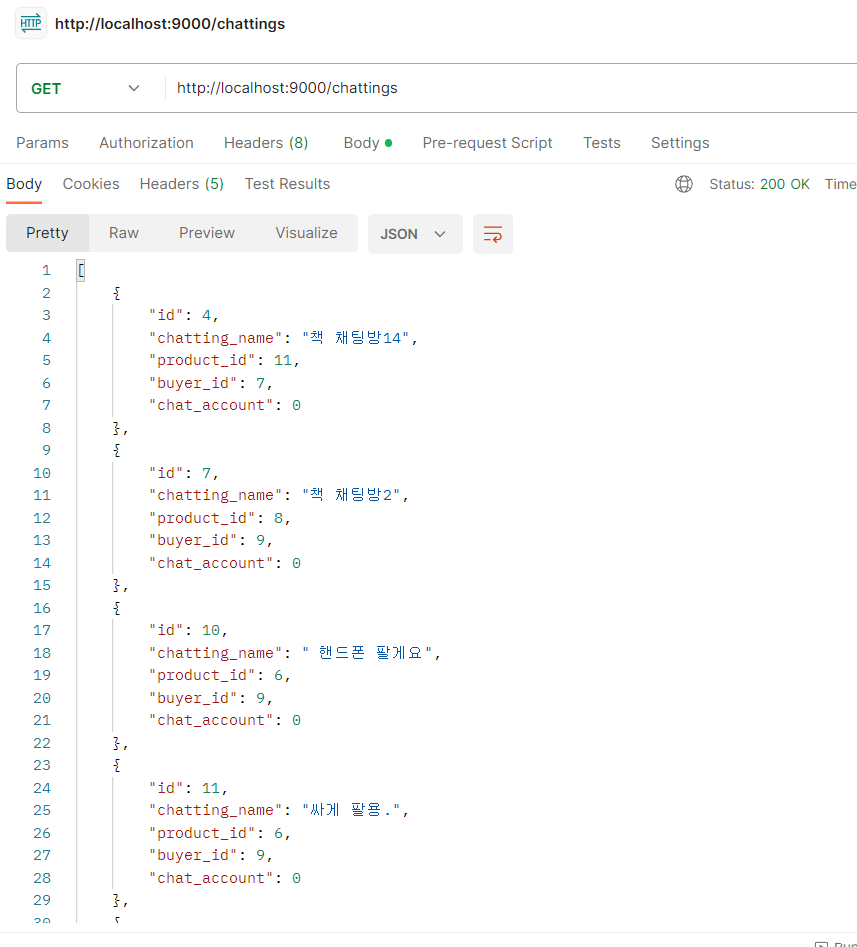 HTTP http://localhost:9000/chattings
GET http://localhost:9000/chattings
Params Authorization Headers (8) Body Pre-request Script Tests Settings
Body Cookies Headers (5) Test Results Status: 200 OK Time
Pretty Raw Preview Visualize JSON
1 [
2 {
3 "id": 4,
4 "chatting_name": "책 채팅방14",
5 "product_id": 11,
6 "buyer_id": 7,
7 "chat_account": 0
8 },
9 {
10 "id": 7,
11 "chatting_name": "책 채팅방2",
12 "product_id": 8,
13 "buyer_id": 9,
14 "chat_account": 0
15 },
16 {
17 "id": 10,
18 "chatting_name": " 핸드폰 팔게요",
19 "product_id": 6,
20 "buyer_id": 9,
21 "chat_account": 0
22 },
23 {
24 "id": 11,
25 "chatting_name": "싸게 팔용.",
26 "product_id": 6,
27 "buyer_id": 9,
28 "chat_account": 0
29 },
30 {